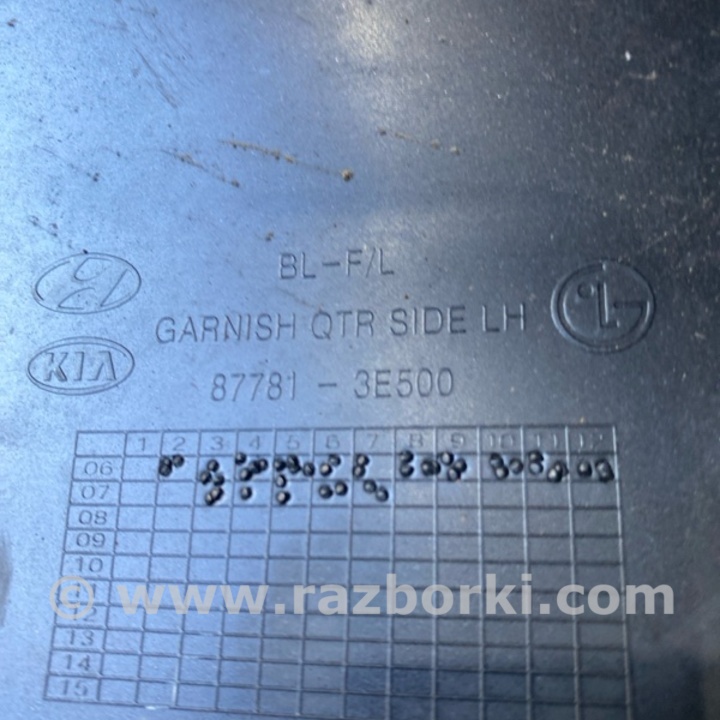 BL-F/L
GARNISH QTR SIDE LH
KIA
87781 - 3E500
1 2 3 4 5 6 7 8 9 10 11 12
06
07
08
09
10
© www.razborki.com
13
14
15